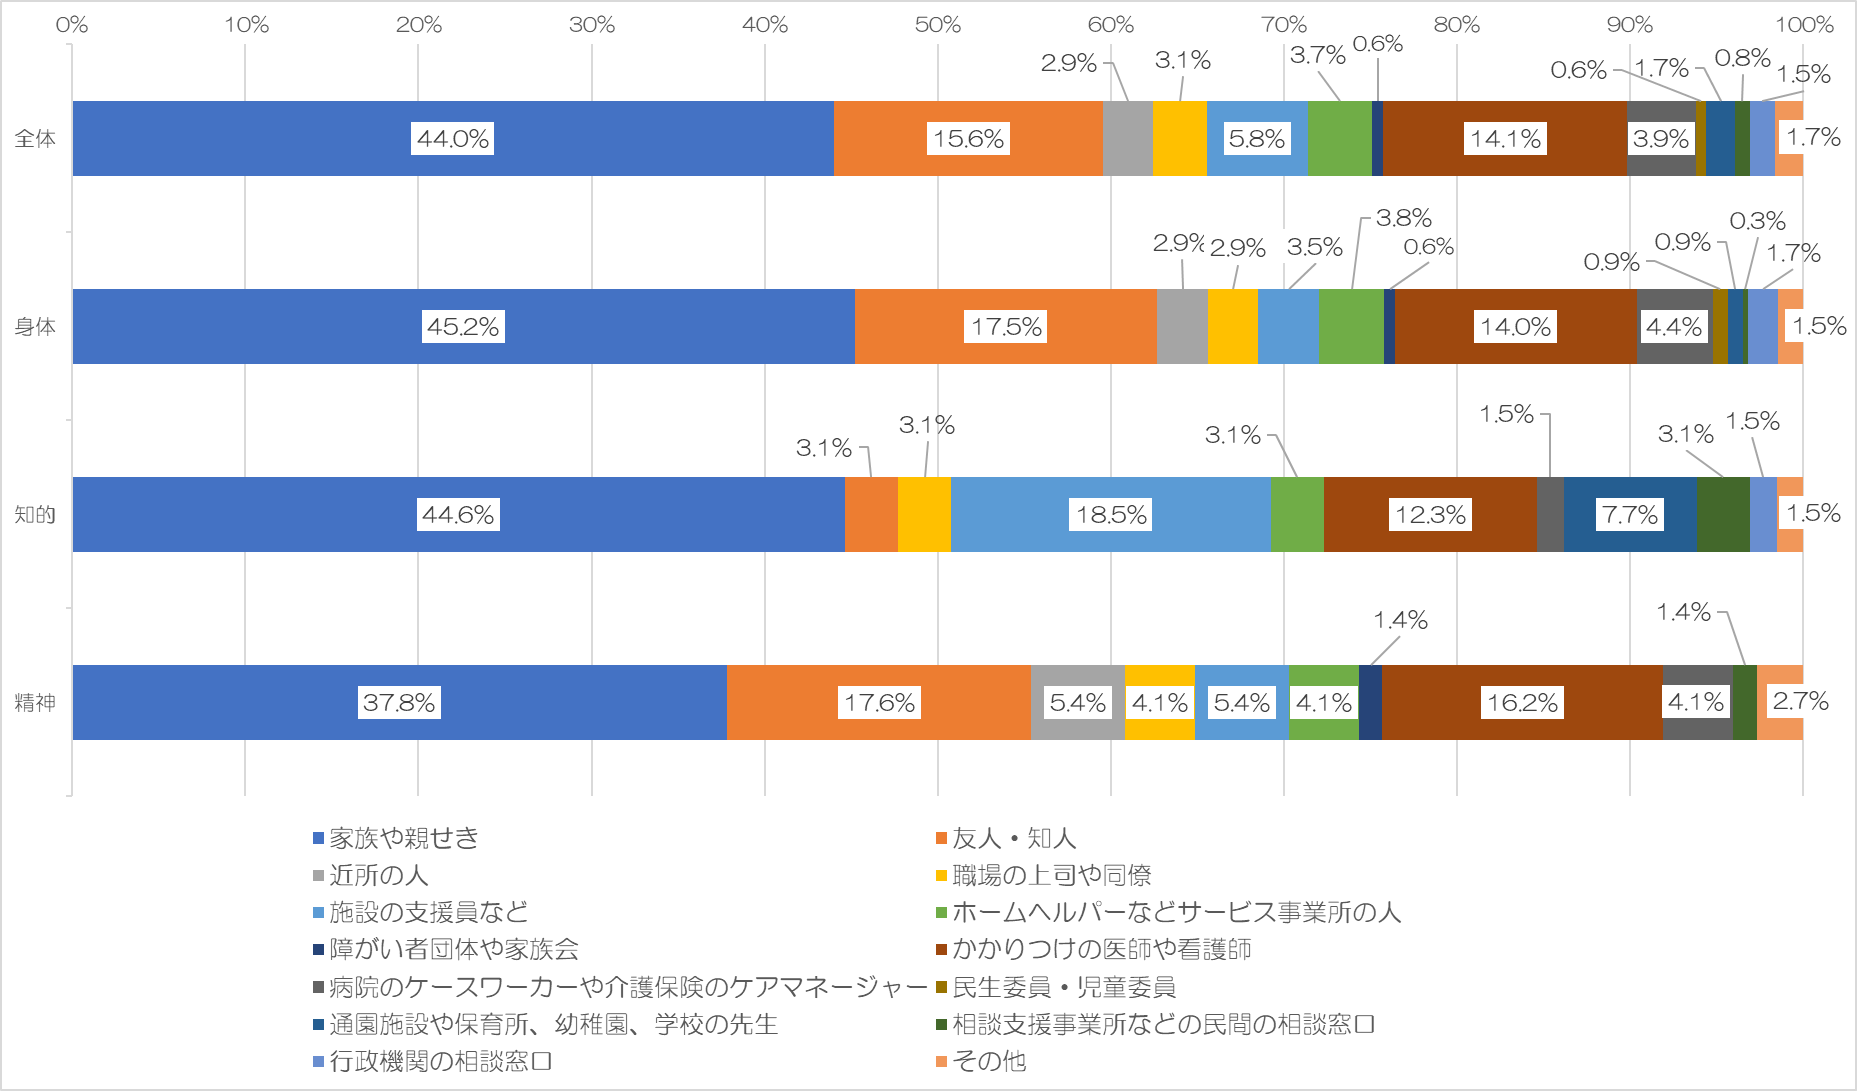 0% 10% 20% 30% 40% 50% 60% 70% 80% 90% 100%
2.9% 3.1% 3.7% 0.6% 0.6% 1.7% 0.8% 1.5%
全体 44.0% 15.6% 5.8% 14.1% 3.9% 1.7%
2.9% 2.9% 3.5% 3.8% 0.6% 0.9% 0.9% 0.3% 1.7%
身体 45.2% 17.5% 14.0% 4.4% 1.5%
3.1% 3.1% 3.1% 1.5% 3.1% 1.5%
知的 44.6% 18.5% 12.3% 7.7% 1.5%
1.4% 1.4%
精神 37.8% 17.6% 5.4% 4.1% 5.4% 4.1% 16.2% 4.1% 2.7%
家族や親せき 友人・知人
近所の人 職場の上司や同僚
施設の支援員など ホームヘルパーなどサービス事業所の人
障がい者団体や家族会 かかりつけの医師や看護師
病院のケースワーカーや介護保険のケアマネージャー 民生委員・児童委員
通園施設や保育所、幼稚園、学校の先生 相談支援事業所などの民間の相談窓口
行政機関の相談窓口 その他